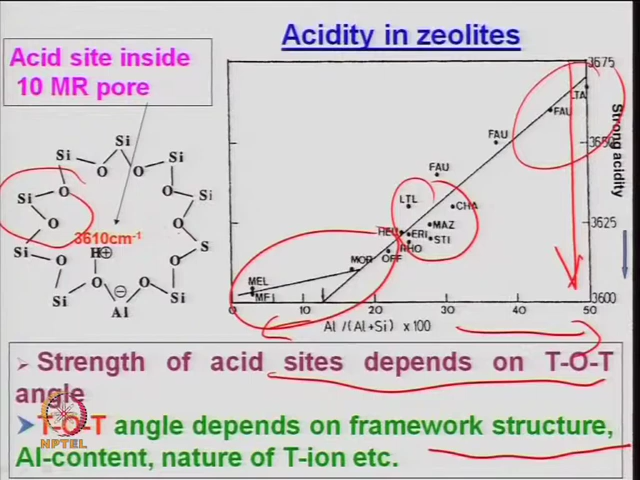 Acidity in zeolites
Acid site inside
10 MR pore
Si
Si
Si
O
O
Si
O
O
Si
O
O
3610cm-1
Si
H⊕
S
O
O
O
O
Si
⊖
Si
Al
3675
LTA
FAU
3650
FAU
FAU
LTL
CHA
MAZ
3625
HEU
ERI
STI
RHO
OFF
MOR
MEL
MFI
3600
0
10
20
30
40
50
Al /(Al+Si) x100
Strong acidity
Strength of acid sites depends on T-O-T
angle
T-O-T angle depends on framework structure,
Al-content, nature of T-ion etc.
NPTEL